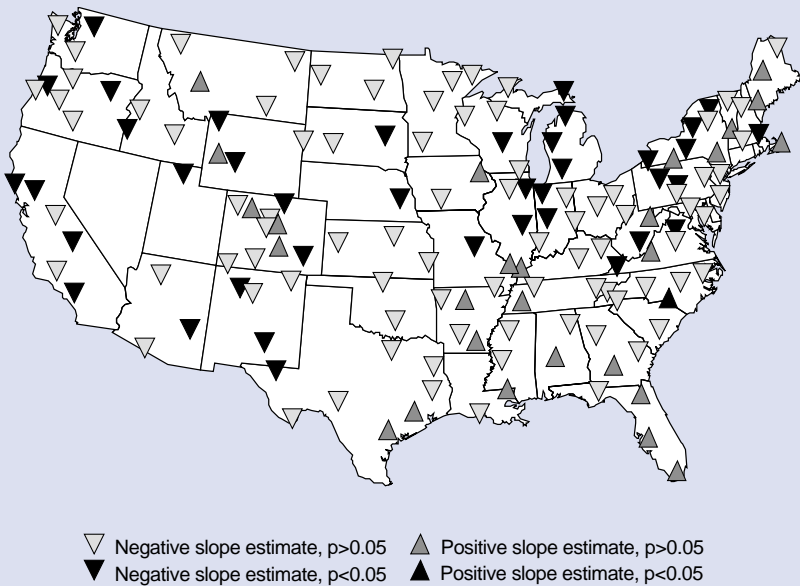 Negative slope estimate, p>0.05 Positive slope estimate, p>0.05
Negative slope estimate, p<0.05 Positive slope estimate, p<0.05